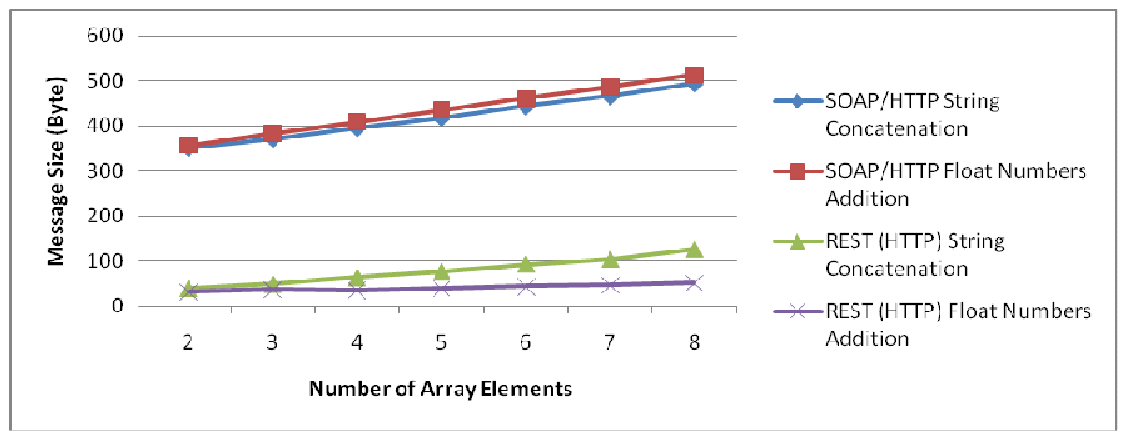 600
500
400
300
200
100
0
Message Size (Byte)
2 3 4 5 6 7 8
Number of Array Elements
SOAP/HTTP String
Concatenation
SOAP/HTTP Float Numbers
Addition
REST (HTTP) String
Concatenation
REST (HTTP) Float Numbers
Addition